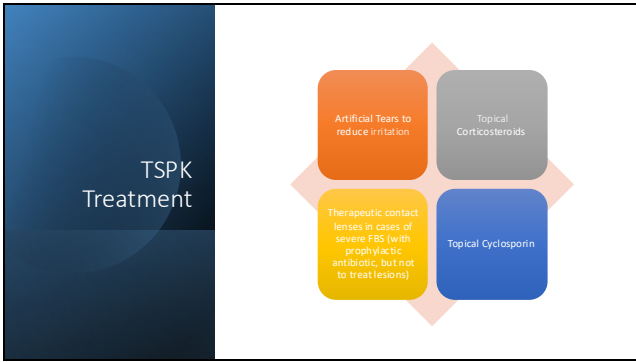 TSPK
Treatment
Artificial Tears to
reduce irritation
Topical
Corticosteroids
Therapeutic contact
lenses in cases of
severe FBS (with
prophylactic
antibiotic, but not
to treat lesions)
Topical Cyclosporin